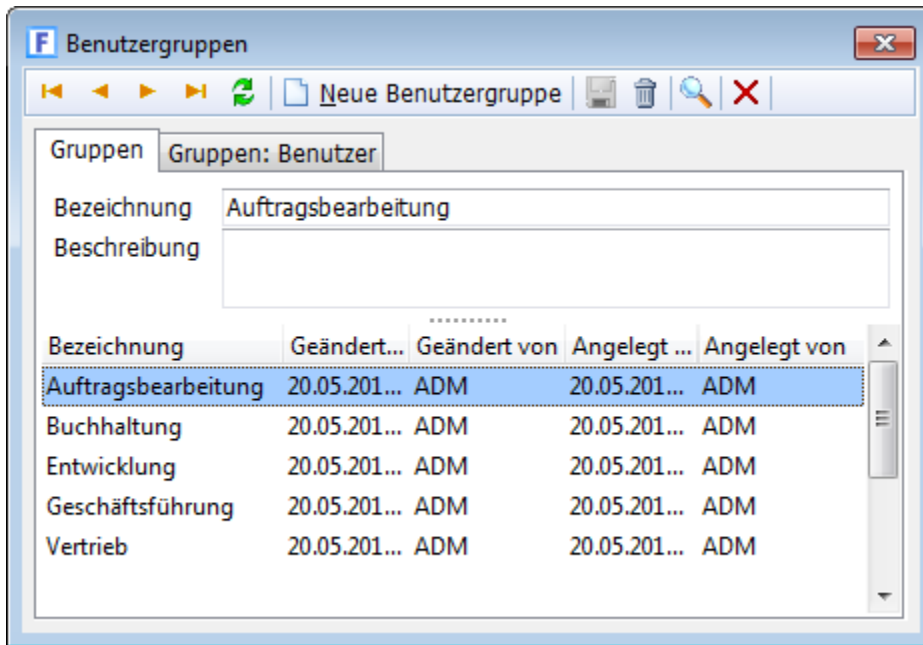 F Benutzergruppen
Neue Benutzergruppe
Gruppen Gruppen: Benutzer
Bezeichnung Auftragsbearbeitung
Beschreibung
Bezeichnung Geändert... Geändert von Angelegt ... Angelegt von
Auftragsbearbeitung 20.05.201... ADM 20.05.201... ADM
Buchhaltung 20.05.201... ADM 20.05.201... ADM
Entwicklung 20.05.201... ADM 20.05.201... ADM
Geschäftsführung 20.05.201... ADM 20.05.201... ADM
Vertrieb 20.05.201... ADM 20.05.201... ADM